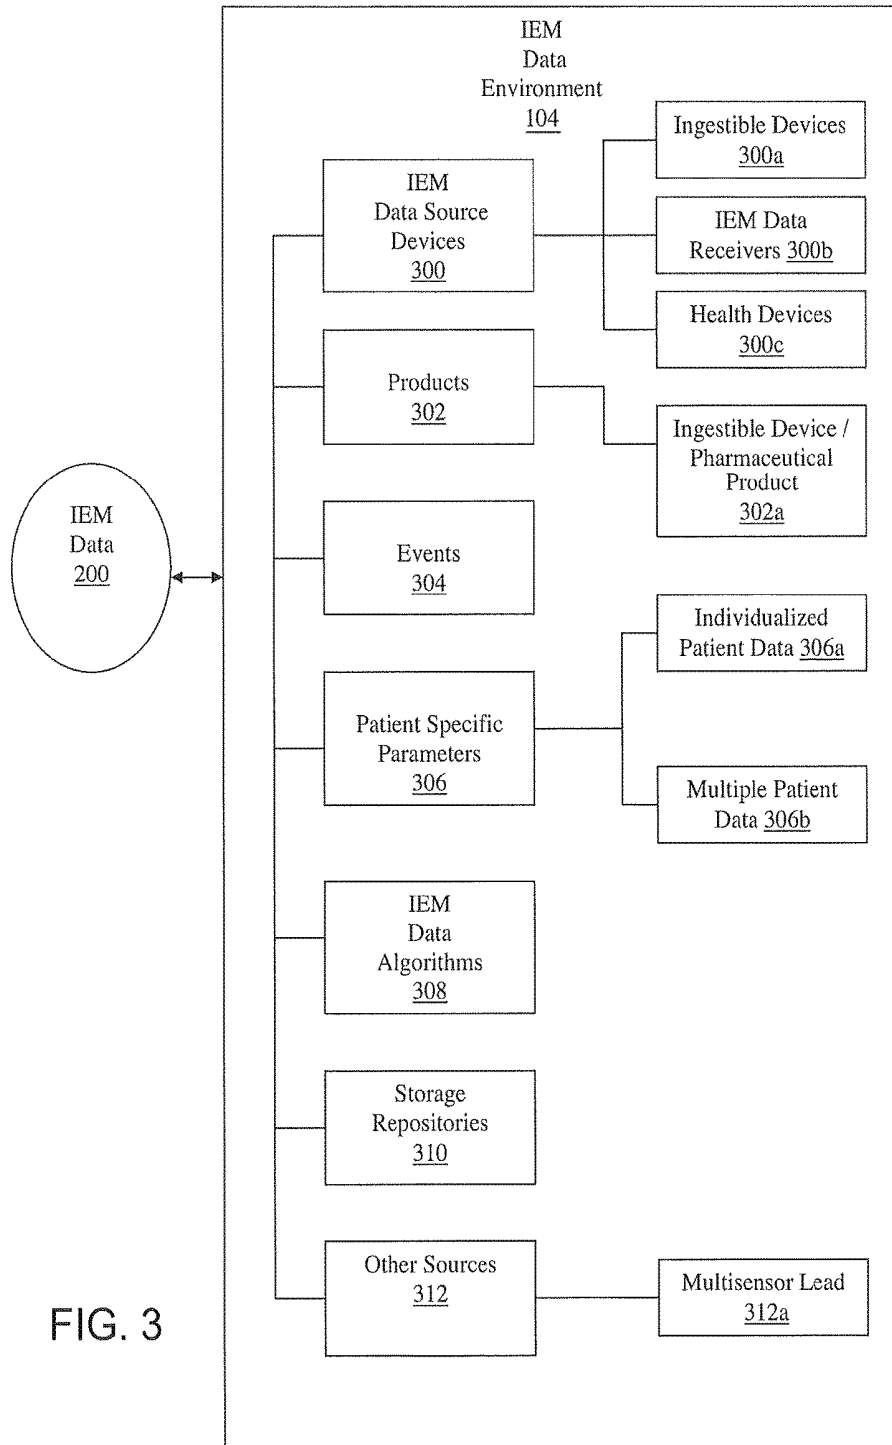 IEM
Data
Environment
104
IEM
Data Source
Devices
300
Ingestible Devices
300a
IEM Data
Receivers 300b
Health Devices
300c
Products
302
Ingestible Device /
Pharmaceutical
Product
302a
IEM
Data
200
Events
304
Patient Specific
Parameters
306
Individualized
Patient Data 306a
Multiple Patient
Data 306b
IEM
Data
Algorithms
308
Storage
Repositories
310
Other Sources
312
Multisensor Lead
312a
FIG. 3